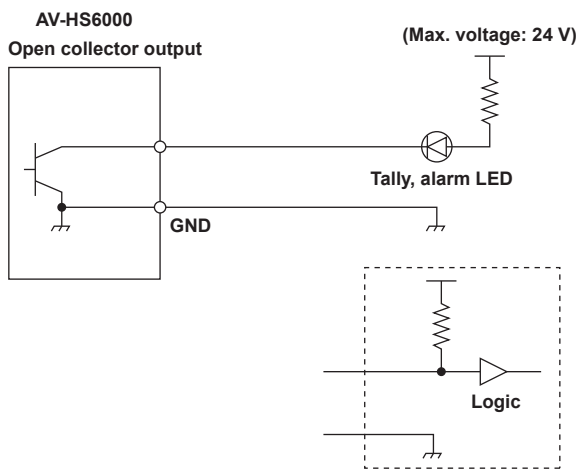 AV-HS6000
Open collector output
(Max. voltage: 24 V)
Tally, alarm LED
GND
Logic